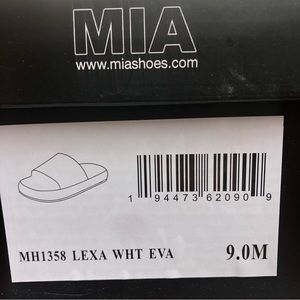 MIA
www.miashoes.com
1 94473 62090 9
MH1358 LEXA WHT EVA 9.0M